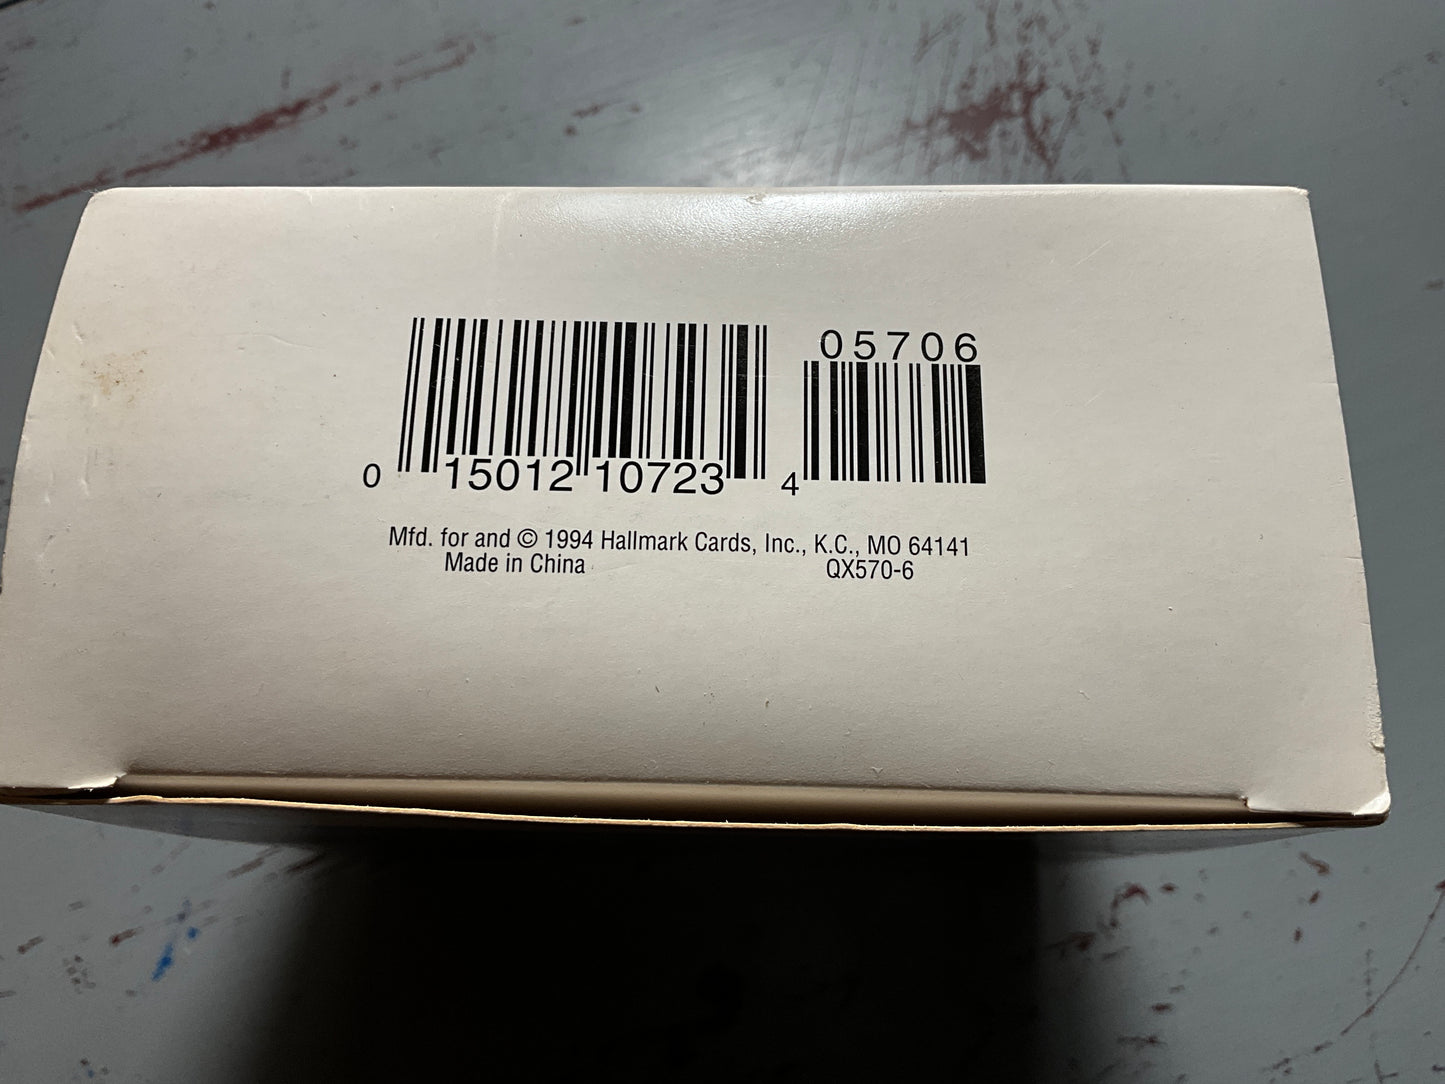 05706
0 15012 10723 4
Mfd. for and © 1994 Hallmark Cards, Inc., K.C., MO 64141
Made in China QX570-6